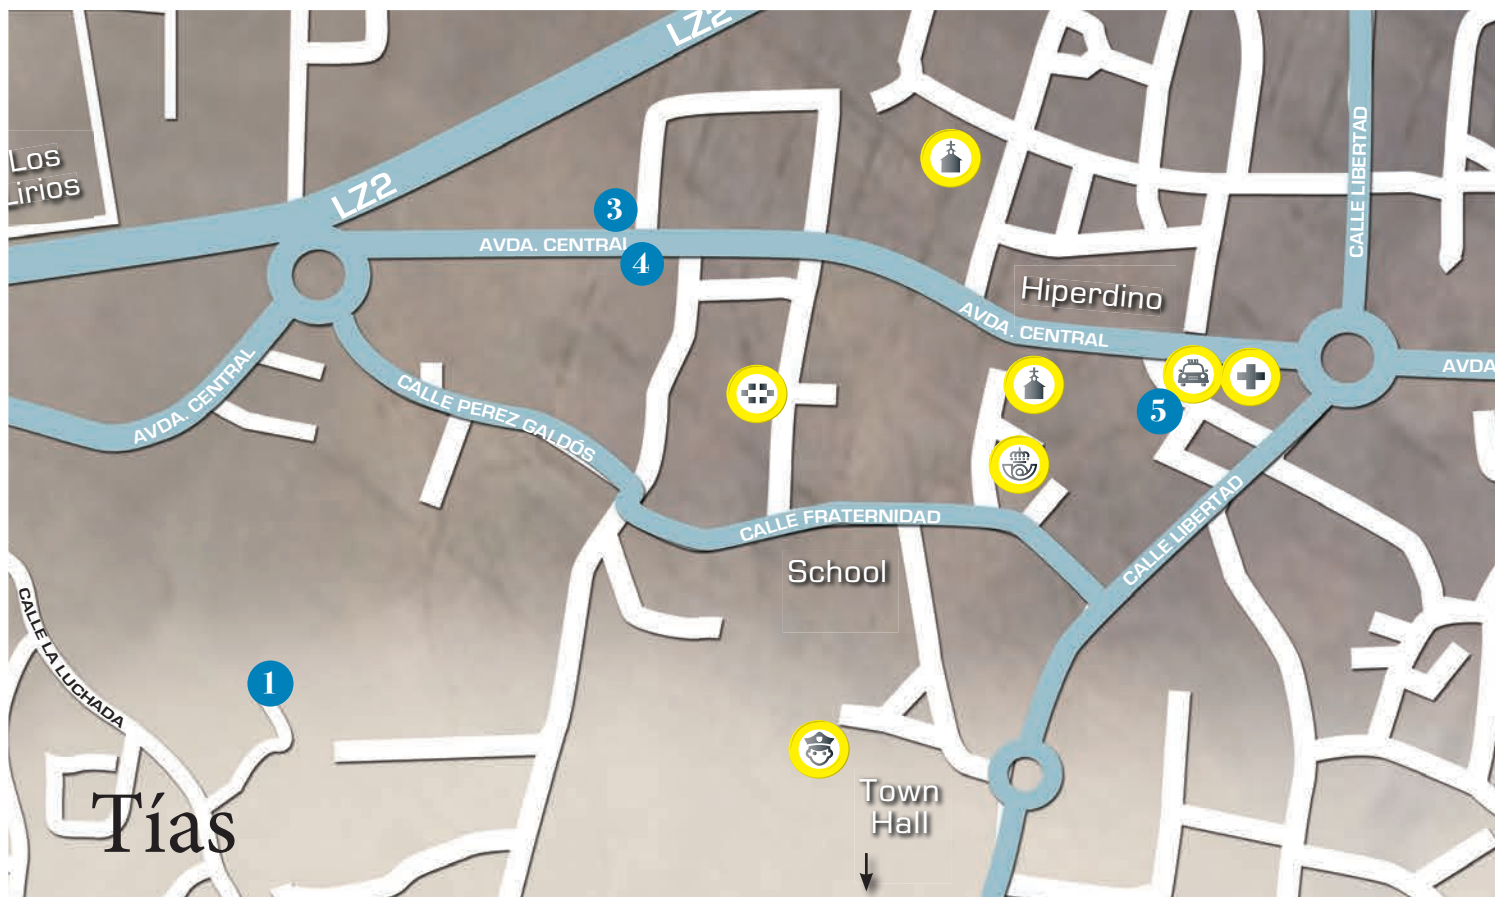 LZ2
CALLE LIBERTAD
Los
Lirios
LZ2
3
AVDA. CENTRAL
4
Hiperdino
AVDA. CENTRAL
AVDA
AVDA. CENTRAL
CALLE PEREZ GALDÓS
TAXI
5
CALLE LIBERTAD
CALLE FRATERNIDAD
School
CALLE LA LUCHADA
1
Town
Hall
Tías